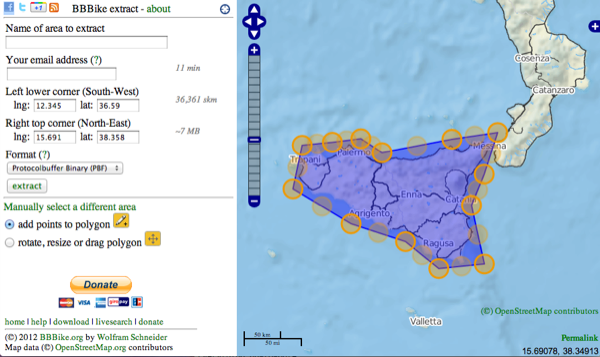 BBBike extract - about
Name of area to extract
Your email address (?)
11 min
Left lower corner (South-West)
lng: 12.345 lat: 36.59
36,361 skm
Right top corner (North-East)
lng: 15.691 lat: 38.358
~7 MB
Format (?)
Protocolbuffer Binary (PBF)
extract
Manually select a different area
add points to polygon
rotate, resize or drag polygon
Donate
VISA
home | help | download | livesearch | donate
(©) 2012 BBBike.org by Wolfram Schneider
Map data (©) OpenStreetMap.org contributors
Cosenza
Catanzaro
Messina
Palermo
Trapani
Enna
Catania
Agrigento
Ragusa
Valletta
50 km
50 mi
(©) OpenStreetMap contributors
Permalink
15.69078, 38.34913